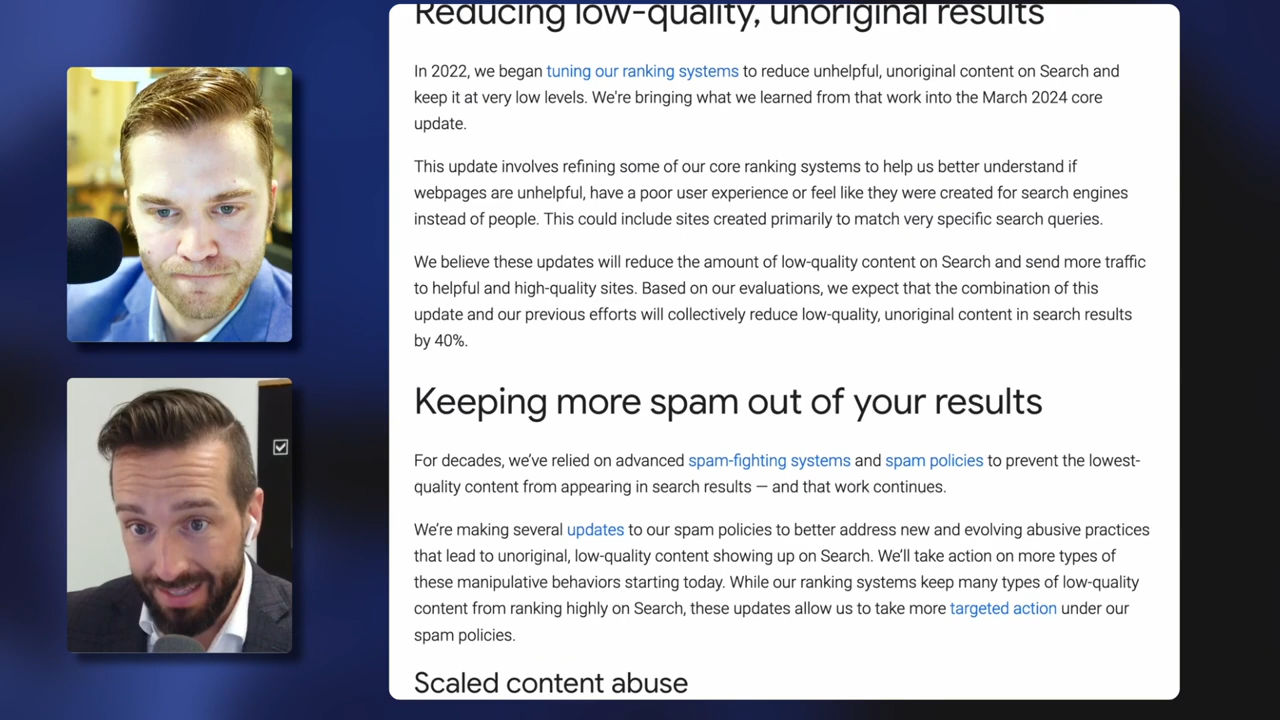 Reducing low-quality, unoriginal results
In 2022, we began tuning our ranking systems to reduce unhelpful, unoriginal content on Search and
keep it at very low levels. We're bringing what we learned from that work into the March 2024 core
update.
This update involves refining some of our core ranking systems to help us better understand if
webpages are unhelpful, have a poor user experience or feel like they were created for search engines
instead of people. This could include sites created primarily to match very specific search queries.
We believe these updates will reduce the amount of low-quality content on Search and send more traffic
to helpful and high-quality sites. Based on our evaluations, we expect that the combination of this
update and our previous efforts will collectively reduce low-quality, unoriginal content in search results
by 40%.
Keeping more spam out of your results
For decades, we’ve relied on advanced spam-fighting systems and spam policies to prevent the lowest-
quality content from appearing in search results — and that work continues.
We’re making several updates to our spam policies to better address new and evolving abusive practices
that lead to unoriginal, low-quality content showing up on Search. We’ll take action on more types of
these manipulative behaviors starting today. While our ranking systems keep many types of low-quality
content from ranking highly on Search, these updates allow us to take more targeted action under our
spam policies.
Scaled content abuse